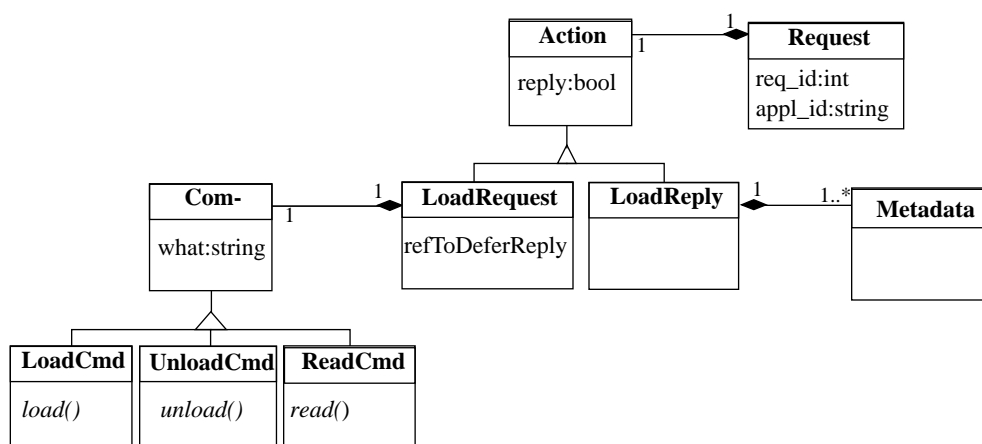 Action
reply:bool
1
1
Request
req_id:int
appl_id:string
Com-
what:string
1
1
LoadRequest
refToDeferReply
LoadReply
1
1..*
Metadata
LoadCmd
load()
UnloadCmd
unload()
ReadCmd
read()